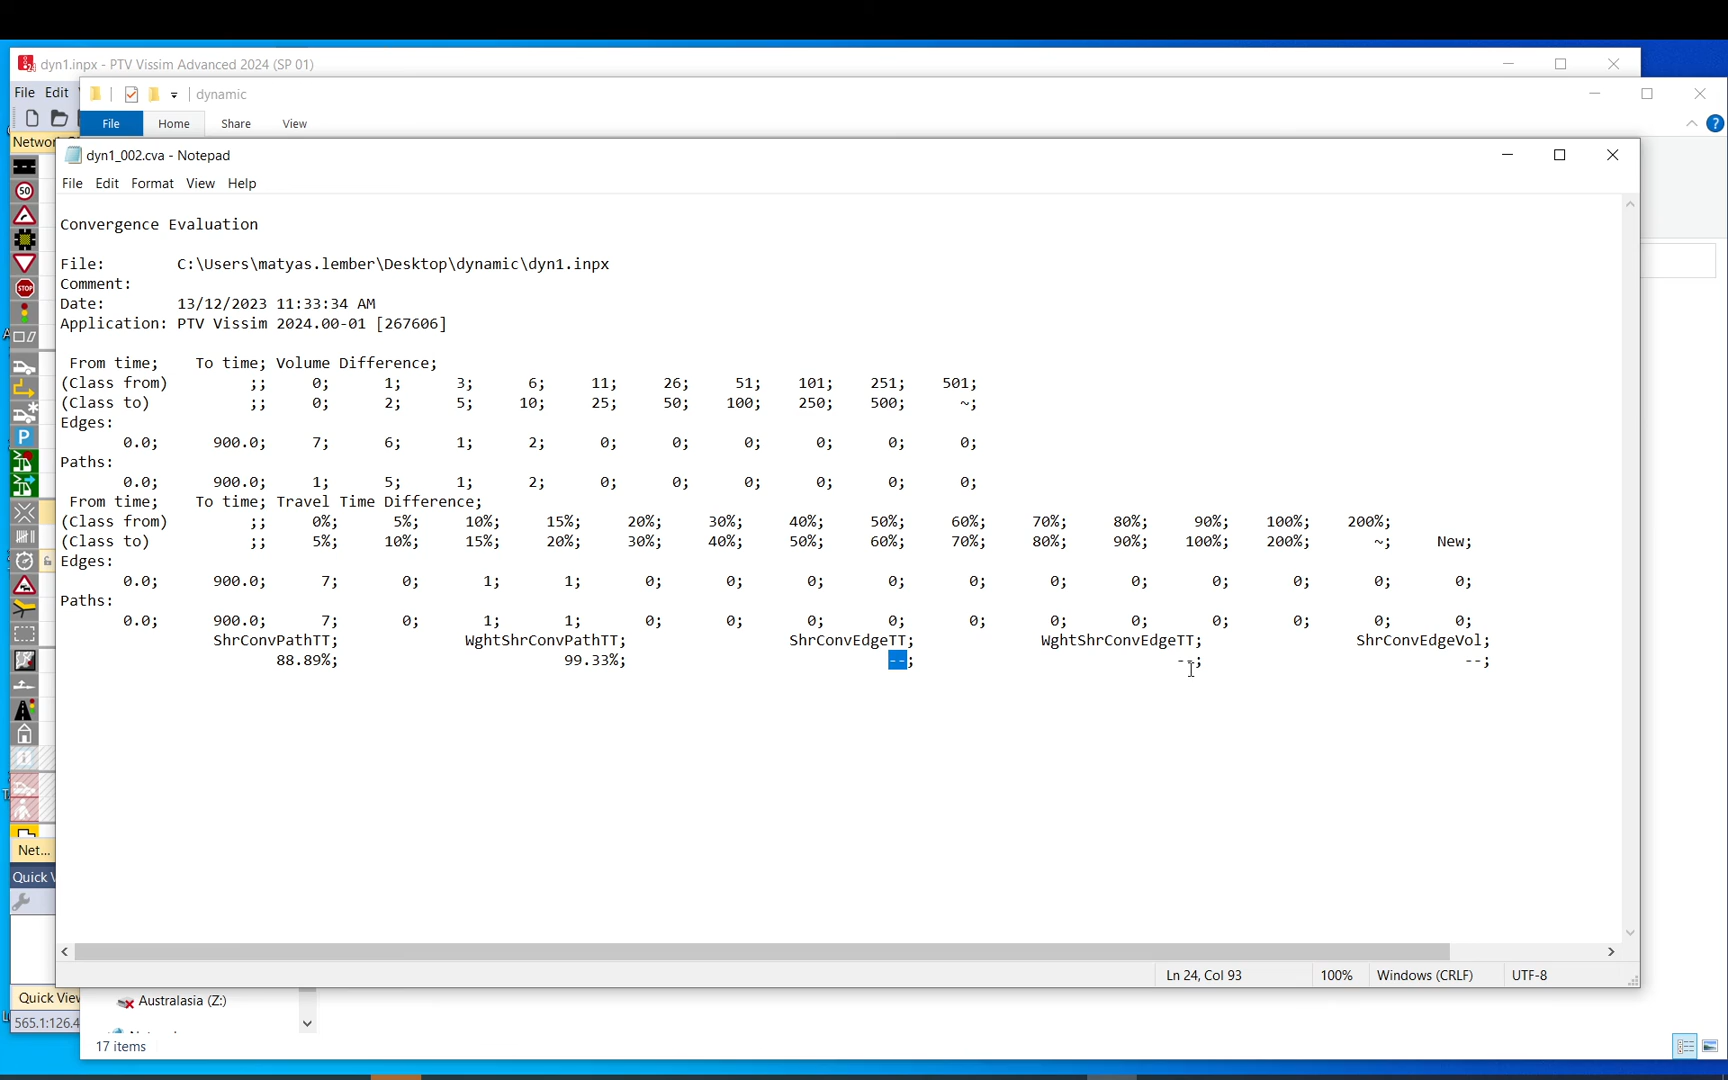 dyn1.inpx - PTV Vissim Advanced 2024 (SP 01)
File Edit
dynamic
File Home Share View
Network
dyn1_002.cva - Notepad
File Edit Format View Help
Convergence Evaluation
File: C:\Users\matyas.lember\Desktop\dynamic\dyn1.inpx
Comment:
Date: 13/12/2023 11:33:34 AM
Application: PTV Vissim 2024.00-01 [267606]
From time; To time; Volume Difference;
(Class from) ;; 0; 1; 3; 6; 11; 26; 51; 101; 251; 501;
(Class to) ;; 0; 2; 5; 10; 25; 50; 100; 250; 500; ~;
Edges:
0.0; 900.0; 7; 6; 1; 2; 0; 0; 0; 0; 0; 0;
Paths:
0.0; 900.0; 1; 5; 1; 2; 0; 0; 0; 0; 0; 0;
From time; To time; Travel Time Difference;
(Class from) ;; 0%; 5%; 10%; 15%; 20%; 30%; 40%; 50%; 60%; 70%; 80%; 90%; 100%; 200%;
(Class to) ;; 5%; 10%; 15%; 20%; 30%; 40%; 50%; 60%; 70%; 80%; 90%; 100%; 200%; ~; New;
Edges:
0.0; 900.0; 7; 0; 1; 1; 0; 0; 0; 0; 0; 0; 0; 0; 0; 0; 0;
Paths:
0.0; 900.0; 7; 0; 1; 1; 0; 0; 0; 0; 0; 0; 0; 0; 0; 0; 0;
ShrConvPathTT; WghtShrConvPathTT; ShrConvEdgeTT; WghtShrConvEdgeTT; ShrConvEdgeVol;
88.89%; 99.33%; --; --; --;
Net...
Quick V
Ln 24, Col 93 100% Windows (CRLF) UTF-8
Quick View
Australasia (Z:)
565.1:126.4
17 items